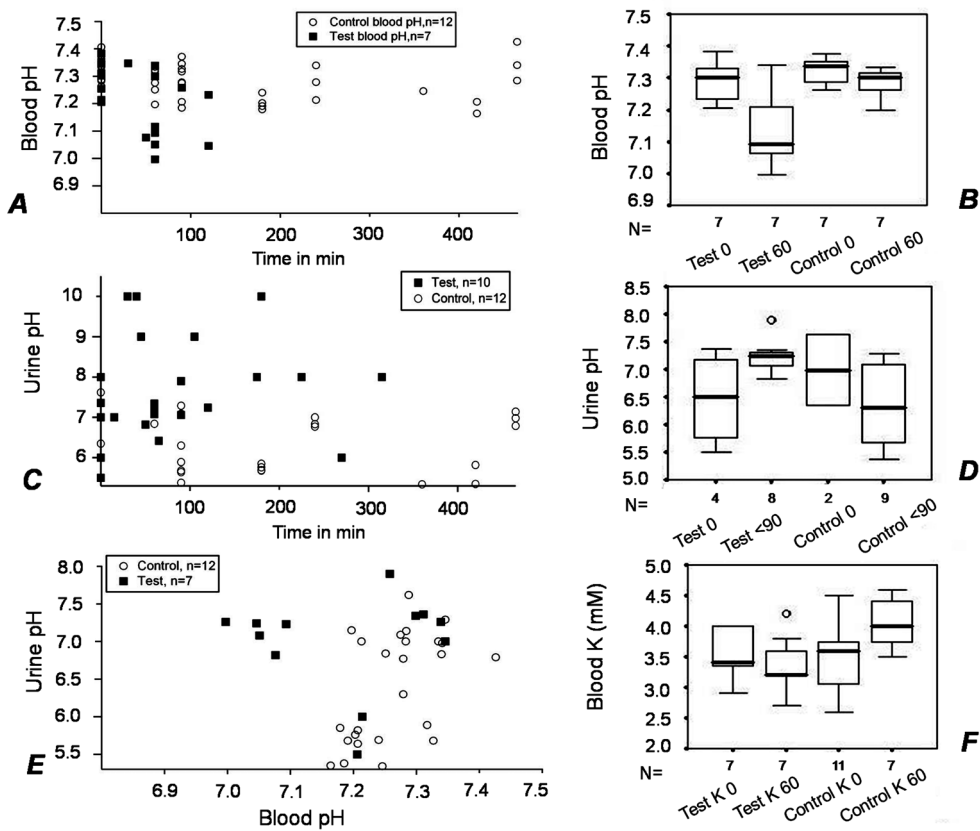 Control blood pH,n=12
Test blood pH,n=7
Blood pH
7.5
7.4
7.3
7.2
7.1
7.0
6.9
100 200 300 400
Time in min
A
Blood pH
7.5
7.4
7.3
7.2
7.1
7.0
6.9
N= 7 7 7 7
Test 0 Test 60 Control 0 Control 60
B
Test, n=10
Control, n=12
Urine pH
10
9
8
7
6
100 200 300 400
Time in min
C
Urine pH
8.5
8.0
7.5
7.0
6.5
6.0
5.5
5.0
N= 4 8 2 9
Test 0 Test <90 Control 0 Control <90
D
Control, n=12
Test, n=7
Urine pH
8.0
7.5
7.0
6.5
6.0
5.5
6.9 7.0 7.1 7.2 7.3 7.4 7.5
Blood pH
E
Blood K (mM)
5.0
4.5
4.0
3.5
3.0
2.5
2.0
N= 7 7 11 7
Test K 0 Test K 60 Control K 0 Control K 60
F